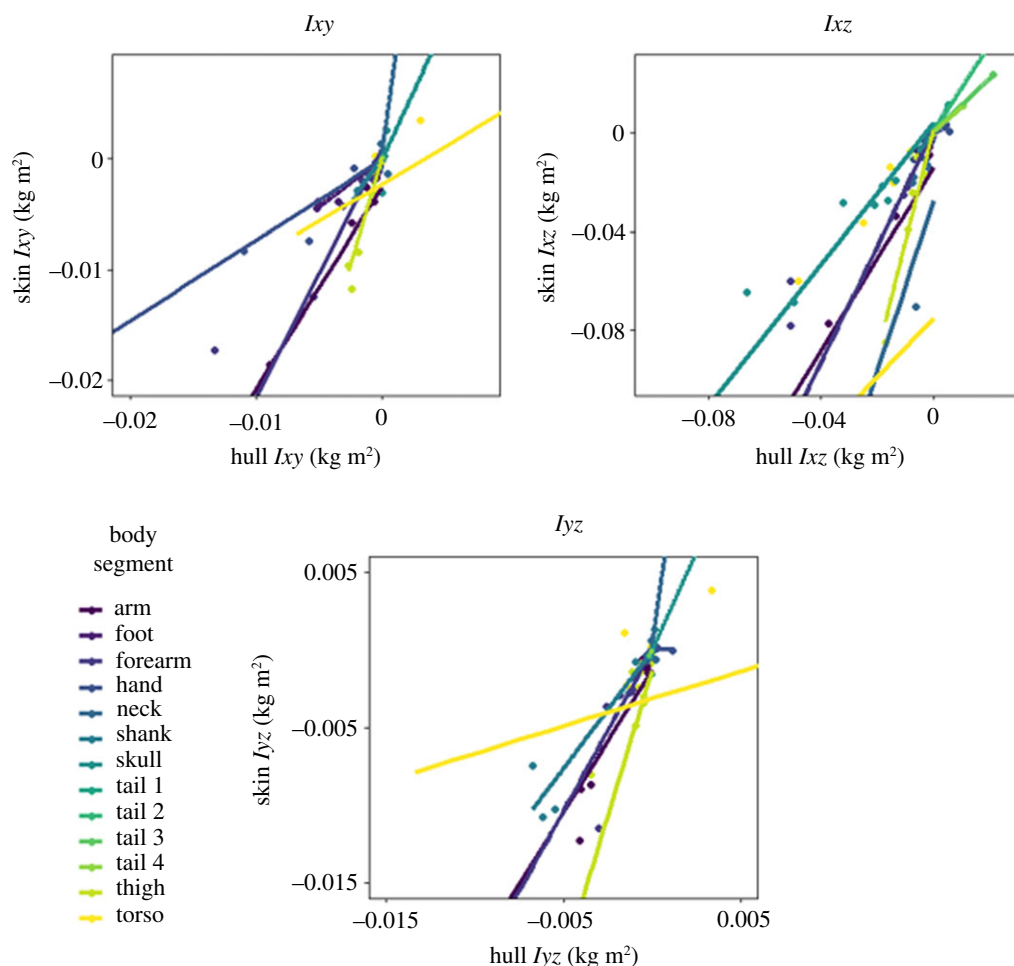 Ixy
Ixz
skin Ixy (kg m²)
0
–0.01
–0.02
–0.02
–0.01
0
hull Ixy (kg m²)
skin Ixz (kg m²)
0
–0.04
–0.08
–0.08
–0.04
0
hull Ixz (kg m²)
body
segment
arm
foot
forearm
hand
neck
shank
skull
tail 1
tail 2
tail 3
tail 4
thigh
torso
Iyz
skin Iyz (kg m²)
0.005
–0.005
–0.015
–0.015
–0.005
0.005
hull Iyz (kg m²)